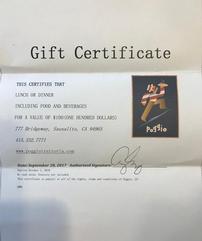 Gift Certificate
THIS CERTIFIES THAT
LUNCH OR DINNER
INCLUDING FOOD AND BEVERAGES
FOR A VALUE OF $100(ONE HUNDRED DOLLARS)
777 Bridgeway, Sausalito, CA 94965
415.332.7771
www.poggiotrattoria.com
Poggio
Date: September 28, 2017 Authorized Signature: